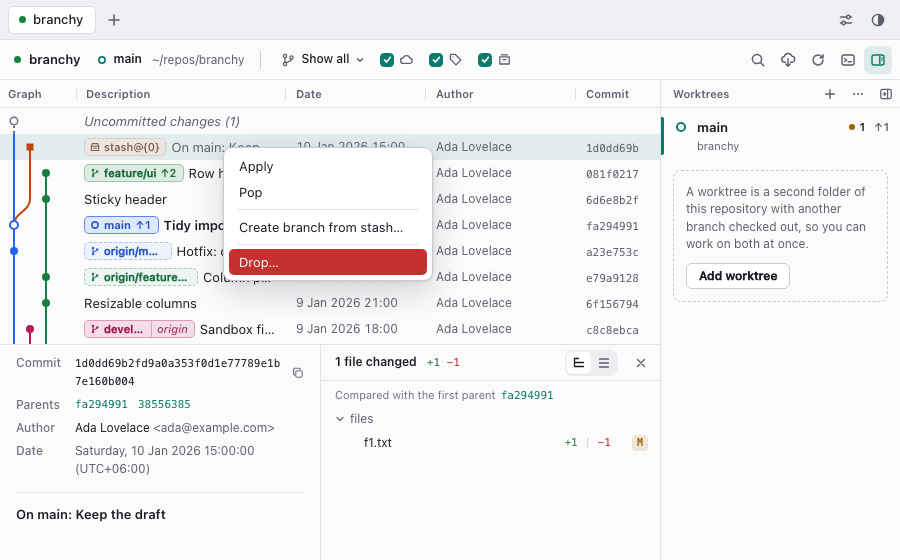 branchy
branchy main ~/repos/branchy Show all
Graph Description Date Author Commit
Uncommitted changes (1)
stash@{0} On main: Keep 10 Jan 2026 15:00 Ada Lovelace 1d0dd69b
feature/ui ↑2 Row h Ada Lovelace 081f0217
Sticky header Ada Lovelace 6d6e8b2f
main ↑1 Tidy impo Ada Lovelace fa294991
origin/m... Hotfix: Ada Lovelace a23e753c
origin/feature... Column p... Ada Lovelace e79a9128
Resizable columns 9 Jan 2026 21:00 Ada Lovelace 6f156794
devel... origin Sandbox fi... 9 Jan 2026 18:00 Ada Lovelace c8c8ebca
Apply
Pop
Create branch from stash...
Drop...
Worktrees
main 1 ↑1
branchy
A worktree is a second folder of
this repository with another
branch checked out, so you can
work on both at once.
Add worktree
Commit 1d0dd69b2fd9a0a353f0d1e77789e1b
7e160b004
Parents fa294991 38556385
Author Ada Lovelace <ada@example.com>
Date Saturday, 10 Jan 2026 15:00:00
(UTC+06:00)
On main: Keep the draft
1 file changed +1 −1
Compared with the first parent fa294991
files
f1.txt +1 −1 M